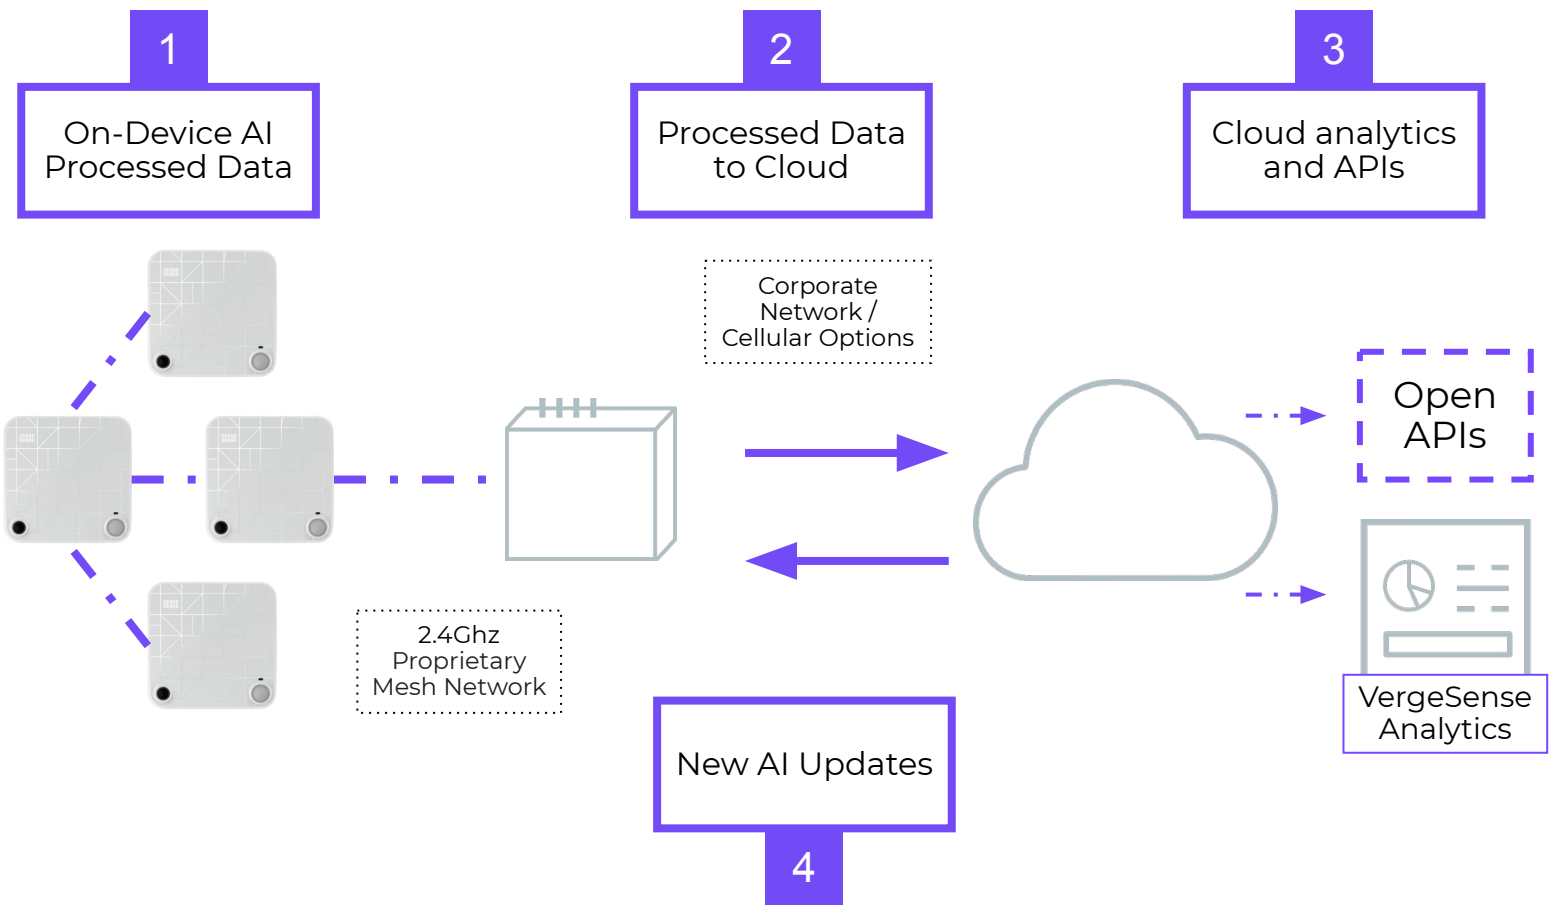 1
On-Device AI
Processed Data
2
Processed Data
to Cloud
3
Cloud analytics
and APIs
Corporate
Network /
Cellular Options
Open
APIs
2.4Ghz
Proprietary
Mesh Network
VergeSense
Analytics
New AI Updates
4